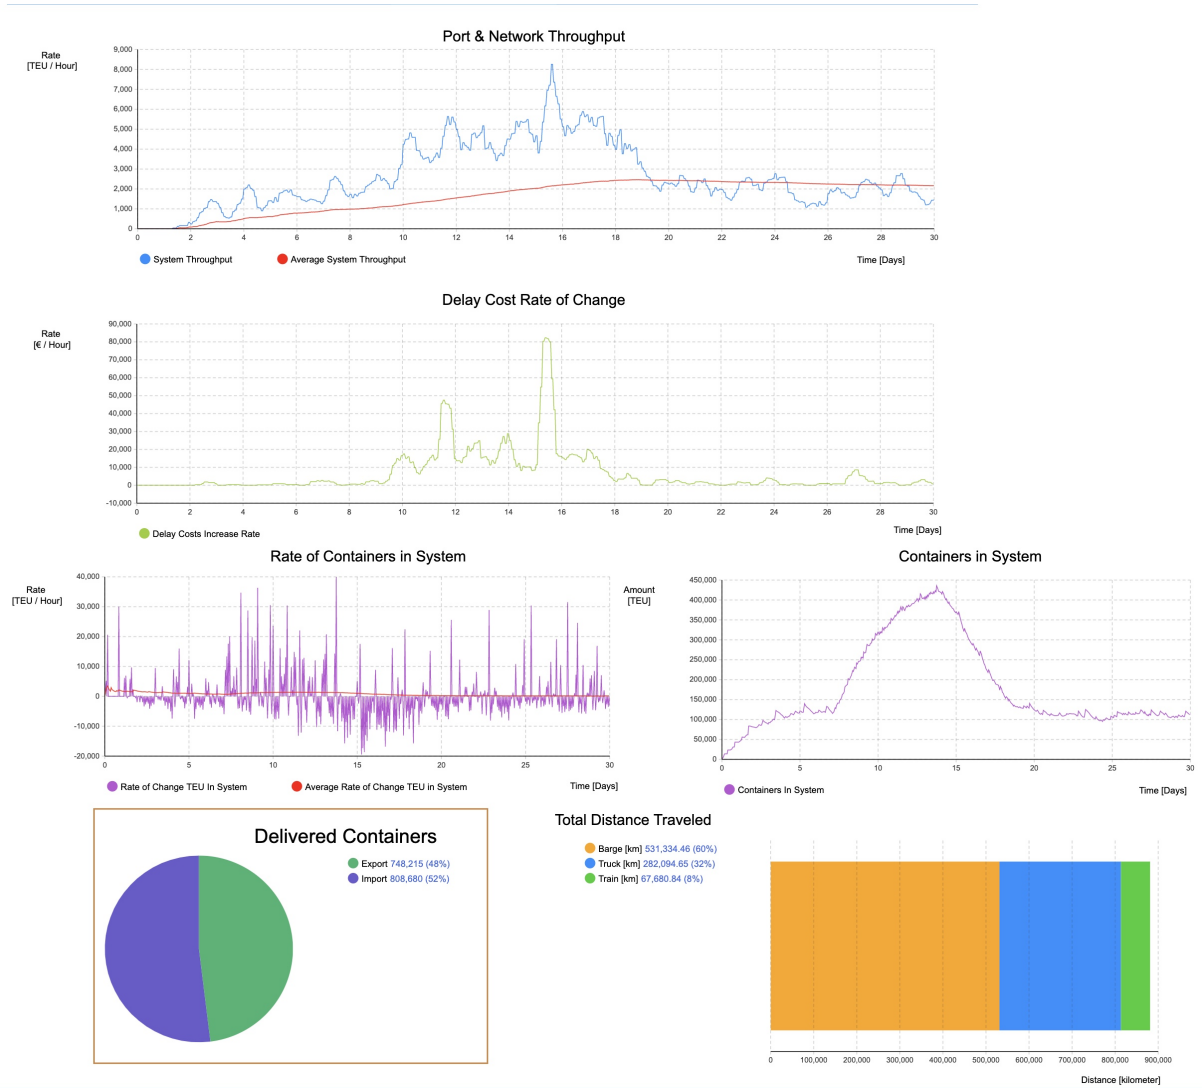 Port & Network Throughput
Rate
[TEU / Hour]
9,000
8,000
7,000
6,000
5,000
4,000
3,000
2,000
1,000
0
0 2 4 6 8 10 12 14 16 18 20 22 24 26 28 30
System Throughput Average System Throughput Time [Days]
Delay Cost Rate of Change
Rate
[€ / Hour]
90,000
80,000
70,000
60,000
50,000
40,000
30,000
20,000
10,000
0
-10,000
0 2 4 6 8 10 12 14 16 18 20 22 24 26 28 30
Delay Costs Increase Rate Time [Days]
Rate of Containers in System
Rate
[TEU / Hour]
40,000
30,000
20,000
10,000
0
-10,000
-20,000
0 5 10 15 20 25 30
Rate of Change TEU In System Average Rate of Change TEU in System Time [Days]
Containers in System
Amount
[TEU]
450,000
400,000
350,000
300,000
250,000
200,000
150,000
100,000
50,000
0
0 5 10 15 20 25 30
Containers In System Time [Days]
Delivered Containers
Export 748,215 (48%)
Import 808,680 (52%)
Total Distance Traveled
Barge [km] 531,334.46 (60%)
Truck [km] 282,094.65 (32%)
Train [km] 67,680.84 (8%)
0 100,000 200,000 300,000 400,000 500,000 600,000 700,000 800,000 900,000
Distance [kilometer]